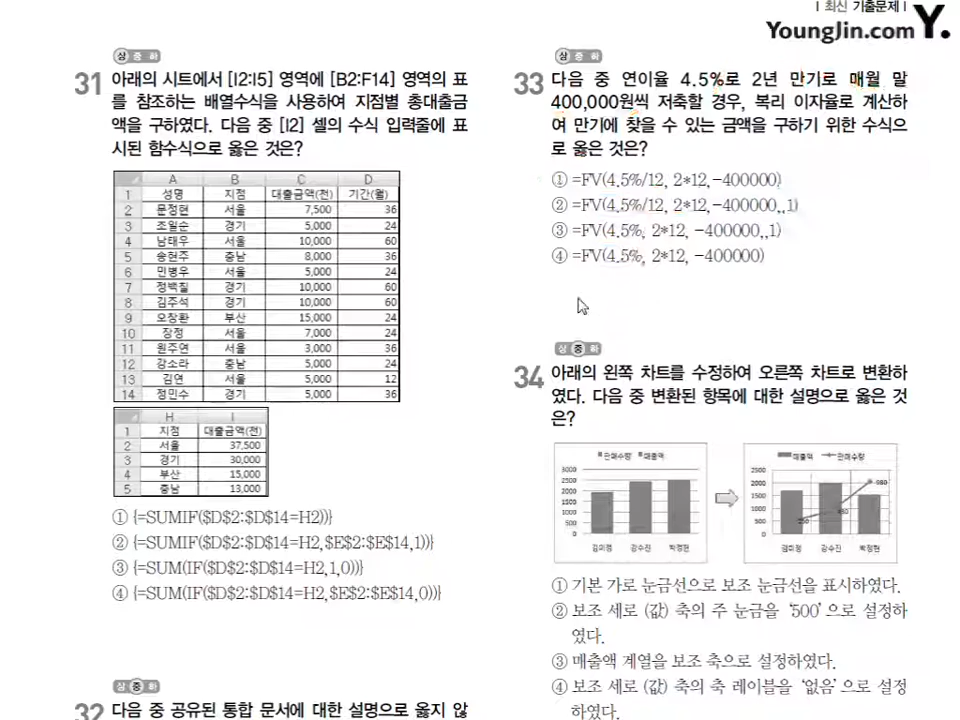 | 최신 기출문제 |
YoungJin.com Y.
상 중 하
31 아래의 시트에서 [I2:I5] 영역에 [B2:F14] 영역의 표
를 참조하는 배열수식을 사용하여 지점별 총대출금
액을 구하였다. 다음 중 [I2] 셀의 수식 입력줄에 표
시된 함수식으로 옳은 것은?
A B C D
1 성명 지점 대출금액(천) 기간(월)
2 문정현 서울 7,500 36
3 조일순 경기 5,000 24
4 남태우 서울 10,000 60
5 송현주 충남 8,000 36
6 민병우 서울 5,000 24
7 정백칠 경기 10,000 60
8 김주석 경기 10,000 60
9 오창환 부산 15,000 24
10 장정 서울 7,000 24
11 원주연 서울 3,000 36
12 강소라 충남 5,000 24
13 김연 서울 5,000 12
14 정민수 경기 5,000 36
H I
1 지점 대출금액(천)
2 서울 37,500
3 경기 30,000
4 부산 15,000
5 충남 13,000
① {=SUMIF($D$2:$D$14=H2)}
② {=SUMIF($D$2:$D$14=H2,$E$2:$E$14,1)}
③ {=SUM(IF($D$2:$D$14=H2,1,0))}
④ {=SUM(IF($D$2:$D$14=H2,$E$2:$E$14,0))}
상 중 하
32 다음 중 공유된 통합 문서에 대한 설명으로 옳지 않
상 중 하
33 다음 중 연이율 4.5%로 2년 만기로 매월 말
400,000원씩 저축할 경우, 복리 이자율로 계산하
여 만기에 찾을 수 있는 금액을 구하기 위한 수식으
로 옳은 것은?
① =FV(4.5%/12, 2*12,-400000)
② =FV(4.5%/12, 2*12,-400000,,1)
③ =FV(4.5%, 2*12, -400000,,1)
④ =FV(4.5%, 2*12, -400000)
상 중 하
34 아래의 왼쪽 차트를 수정하여 오른쪽 차트로 변환하
였다. 다음 중 변환된 항목에 대한 설명으로 옳은 것
은?
판매수량 매출액
3000
2500
2000
1500
1000
500
0
김미정 강수진 박정현
매출액 판매수량
2500
2000
1500
1000
500
0
980
김미정 강수진 박정현
① 기본 가로 눈금선으로 보조 눈금선을 표시하였다.
② 보조 세로 (값) 축의 주 눈금을 ‘500’으로 설정하
였다.
③ 매출액 계열을 보조 축으로 설정하였다.
④ 보조 세로 (값) 축의 축 레이블을 ‘없음’으로 설정
하였다.